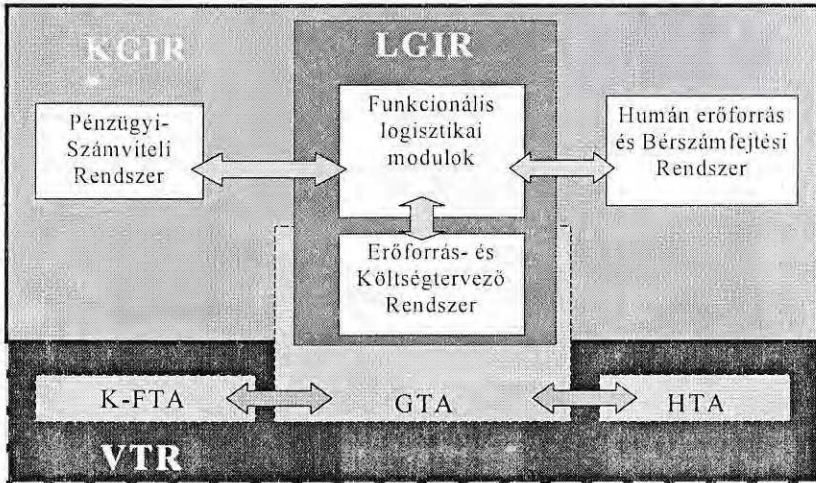 KGIR
LGIR
Pénzügyi-
Számviteli
Rendszer
Funkcionális
logisztikai
modulok
Humán erőforrás
és Bérszámfejtési
Rendszer
Erőforrás- és
Költségtervező
Rendszer
K-FTA
GTA
HTA
VTR